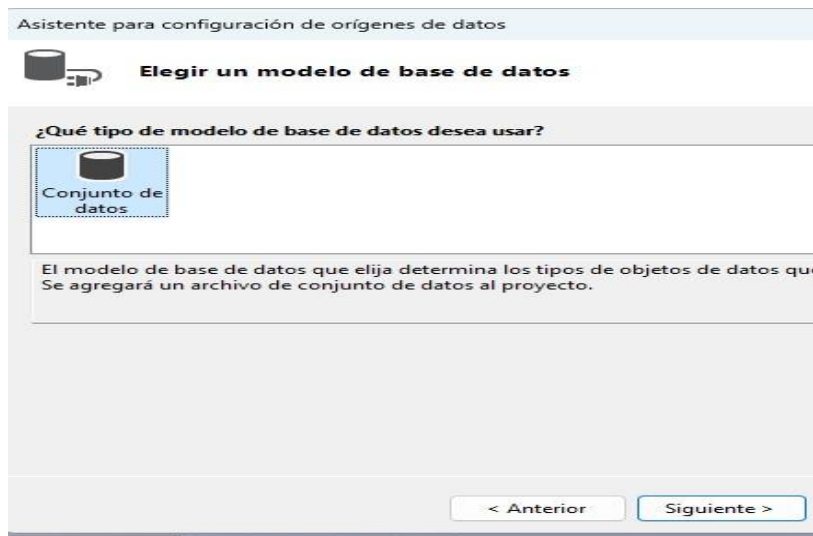 Asistente para configuración de orígenes de datos
Elegir un modelo de base de datos
¿Qué tipo de modelo de base de datos desea usar?
Conjunto de
datos
El modelo de base de datos que elija determina los tipos de objetos de datos que
Se agregará un archivo de conjunto de datos al proyecto.
< Anterior
Siguiente >